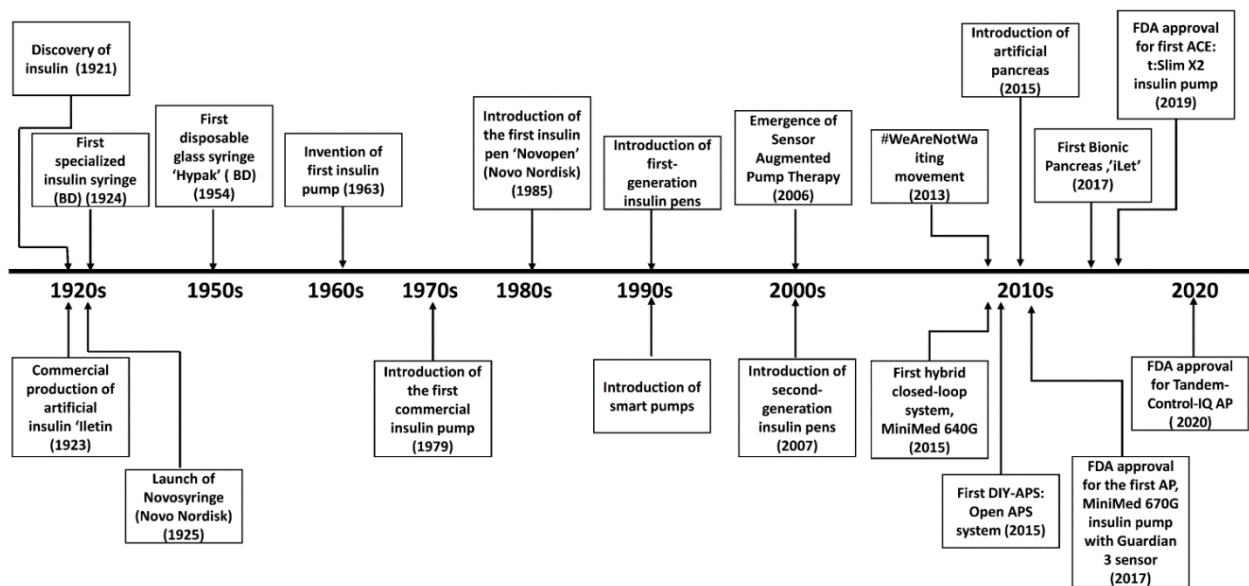 Discovery of
insulin (1921)
First
specialized
insulin syringe
(BD) (1924)
First
disposable
glass syringe
‘Hypak’ ( BD)
(1954)
Invention of
first insulin
pump (1963)
Introduction of
the first insulin
pen ‘Novopen’
(Novo Nordisk)
(1985)
Introduction of
first-
generation
insulin pens
Emergence of
Sensor
Augmented
Pump Therapy
(2006)
#WeAreNotWa
iting
movement
(2013)
Introduction of
artificial
pancreas
(2015)
First Bionic
Pancreas ,‘iLet’
(2017)
FDA approval
for first ACE:
t:Slim X2
insulin pump
(2019)
1920s
1950s
1960s
1970s
1980s
1990s
2000s
2010s
2020
Commercial
production of
artificial
insulin ‘Iletin
(1923)
Launch of
Novosyringe
(Novo Nordisk)
(1925)
Introduction of
the first
commercial
insulin pump
(1979)
Introduction of
smart pumps
Introduction of
second-
generation
insulin pens
(2007)
First hybrid
closed-loop
system,
MiniMed 640G
(2015)
First DIY-APS:
Open APS
system (2015)
FDA approval
for the first AP,
MiniMed 670G
insulin pump
with Guardian
3 sensor
(2017)
FDA approval
for Tandem-
Control-IQ AP
( 2020)